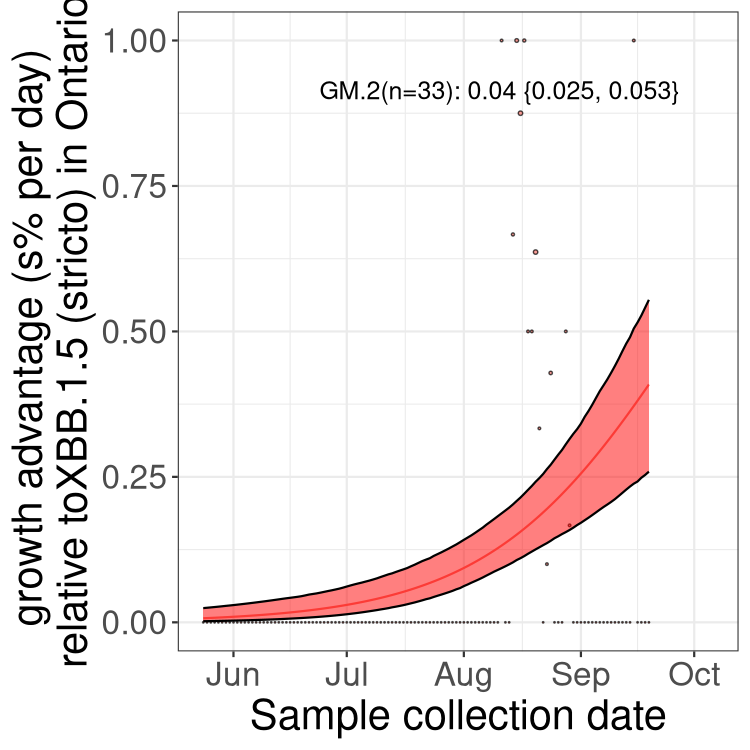 growth advantage (s% per day)
relative toXBB.1.5 (stricto) in Ontario
1.00
0.75
0.50
0.25
0.00
GM.2(n=33): 0.04 {0.025, 0.053}
Jun Jul Aug Sep Oct
Sample collection date